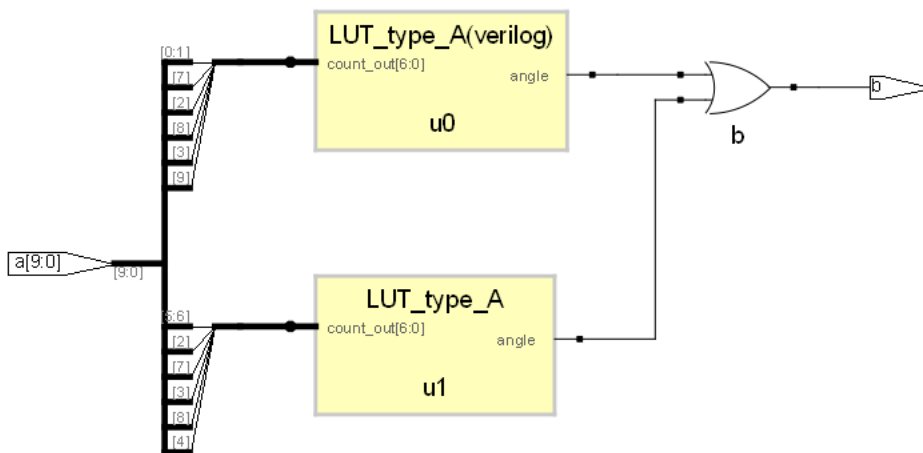 LUT_type_A(verilog)
[0:1]
count_out[6:0]
[7]
angle
[2]
[8]
u0
[3]
[9]
b
b
a[9:0]
[9:0]
LUT_type_A
[5:6]
count_out[6:0]
[2]
angle
[7]
u1
[3]
[8]
[4]